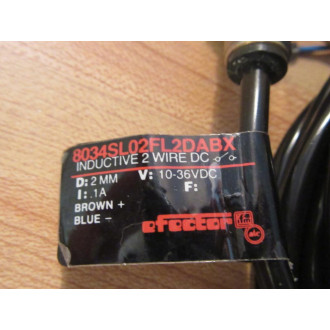 8034SL02FL2DABX
INDUCTIVE 2 WIRE DC
D: 2 MM V: 10-36VDC
I: .1A F:
BROWN +
BLUE -
efector